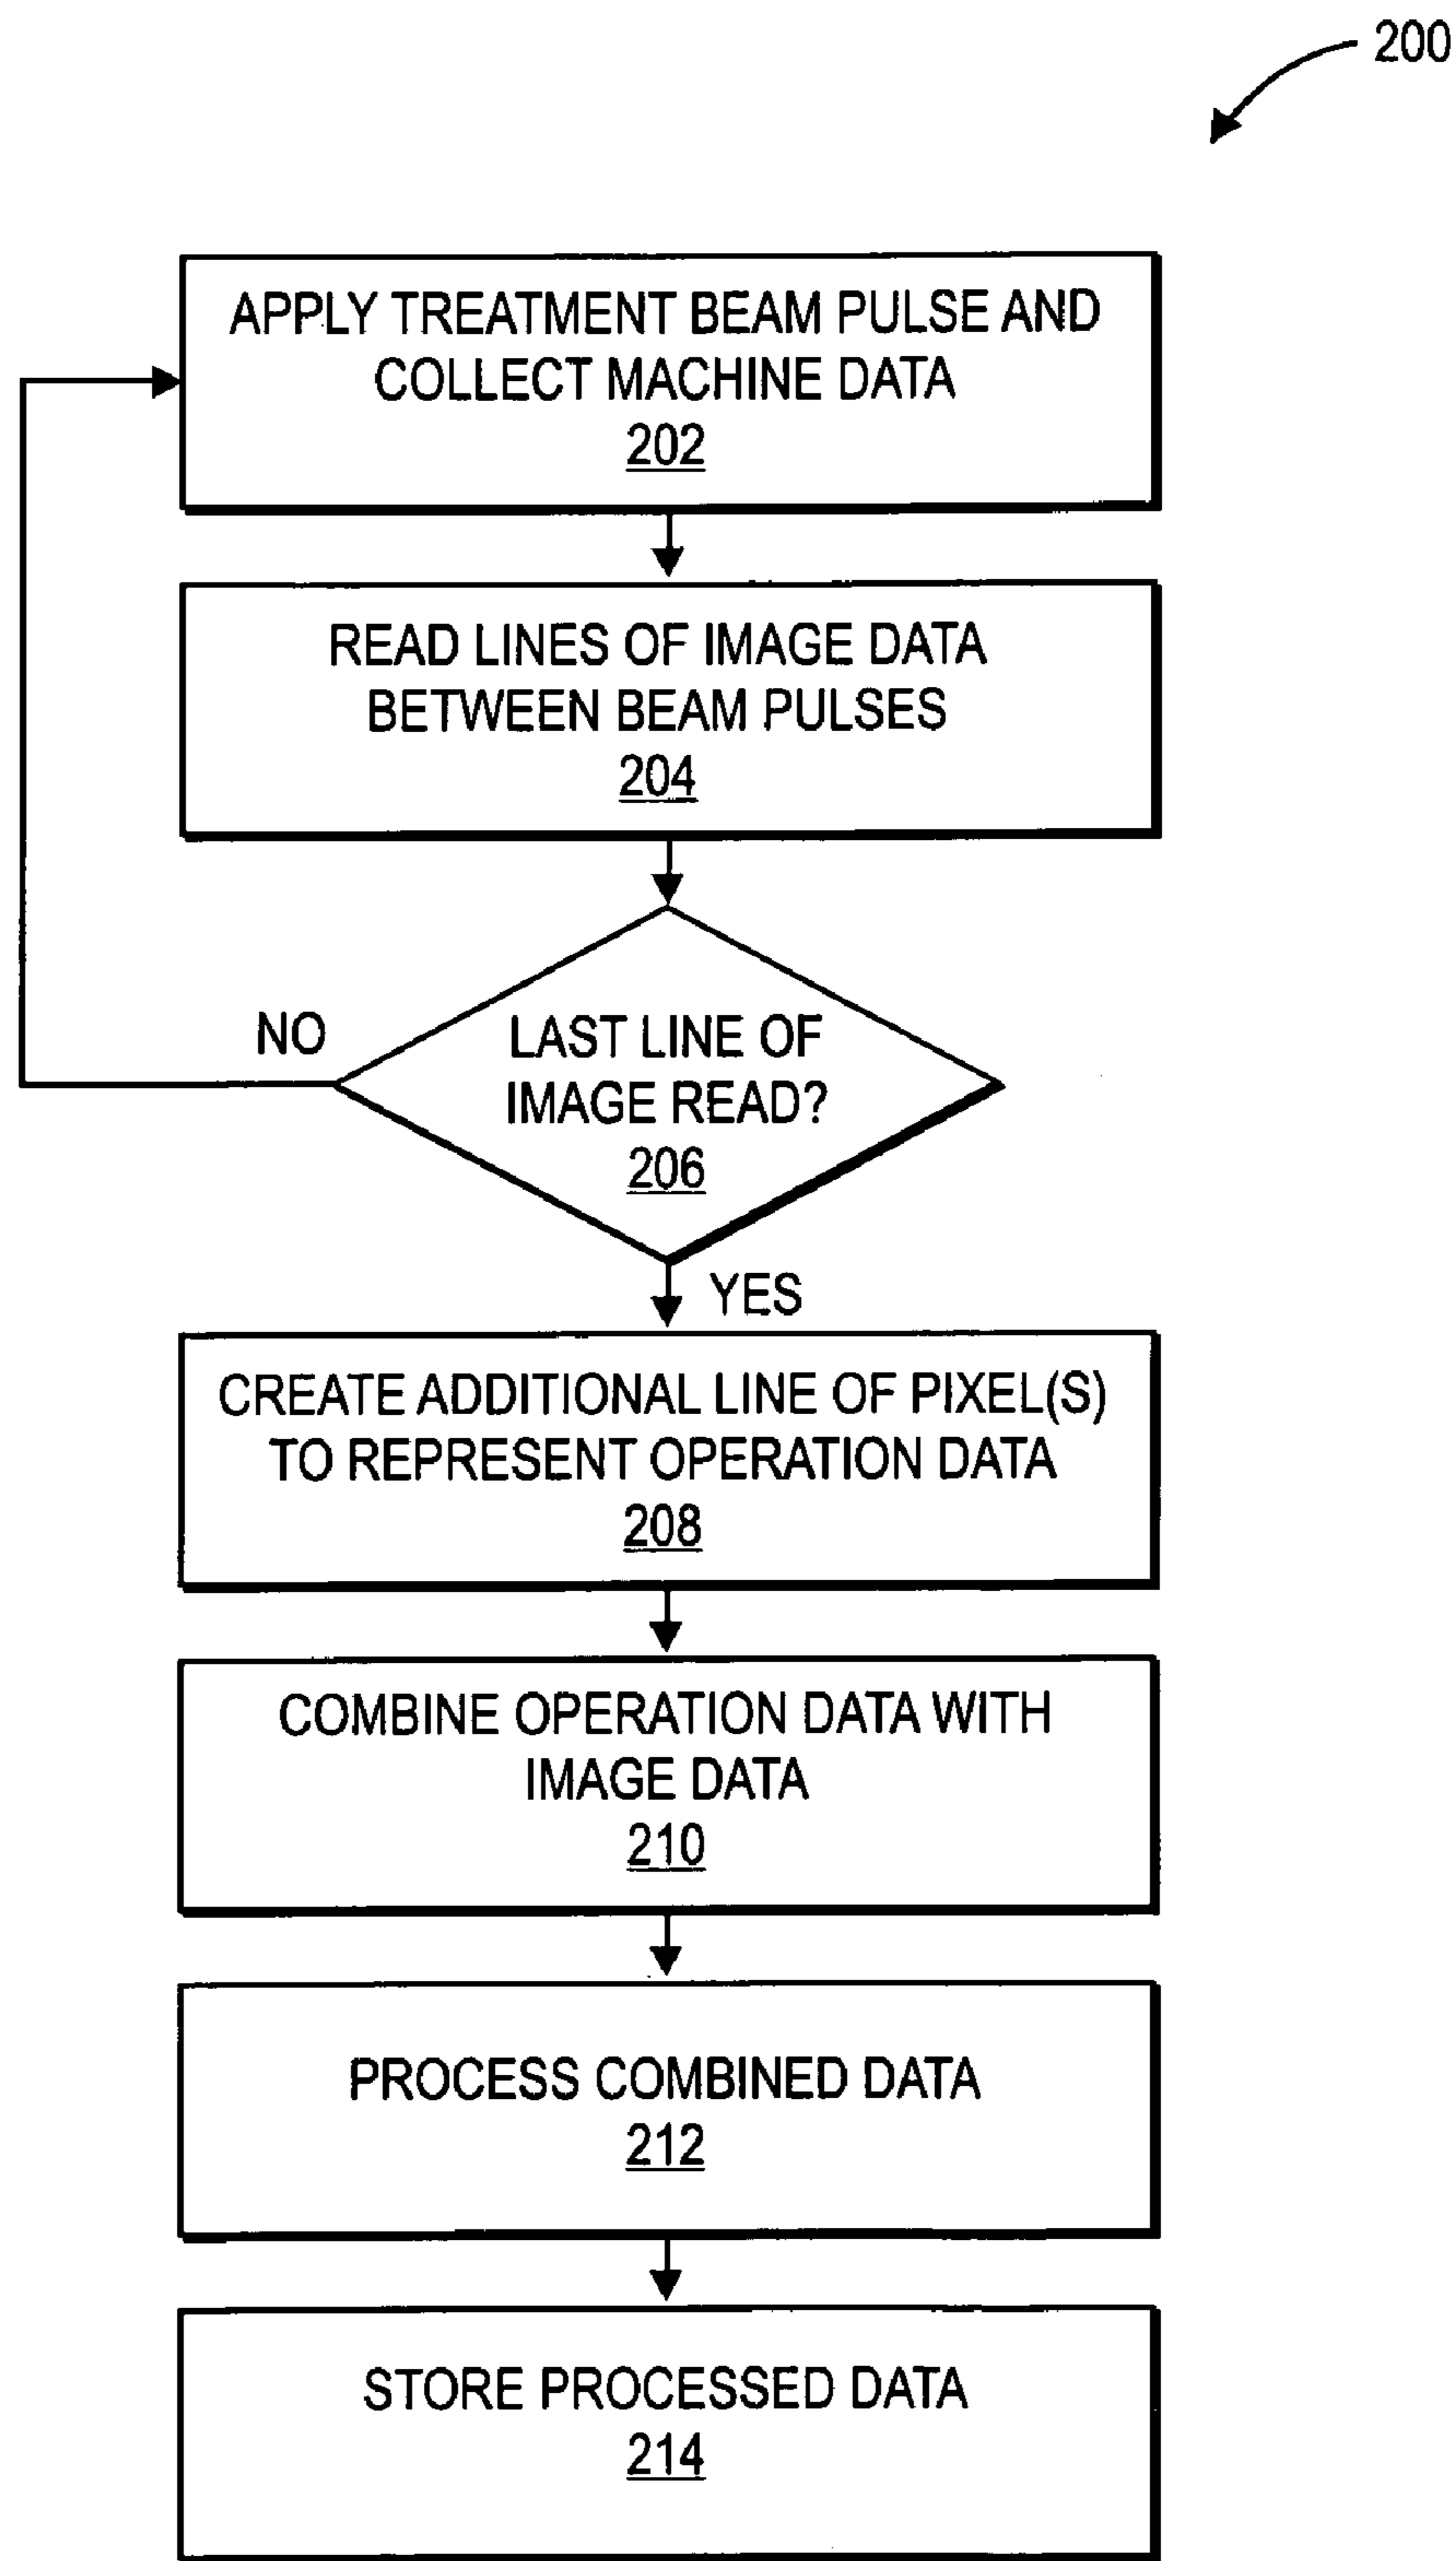 200
APPLY TREATMENT BEAM PULSE AND
COLLECT MACHINE DATA
202
READ LINES OF IMAGE DATA
BETWEEN BEAM PULSES
204
NO
LAST LINE OF
IMAGE READ?
206
YES
CREATE ADDITIONAL LINE OF PIXEL(S)
TO REPRESENT OPERATION DATA
208
COMBINE OPERATION DATA WITH
IMAGE DATA
210
PROCESS COMBINED DATA
212
STORE PROCESSED DATA
214